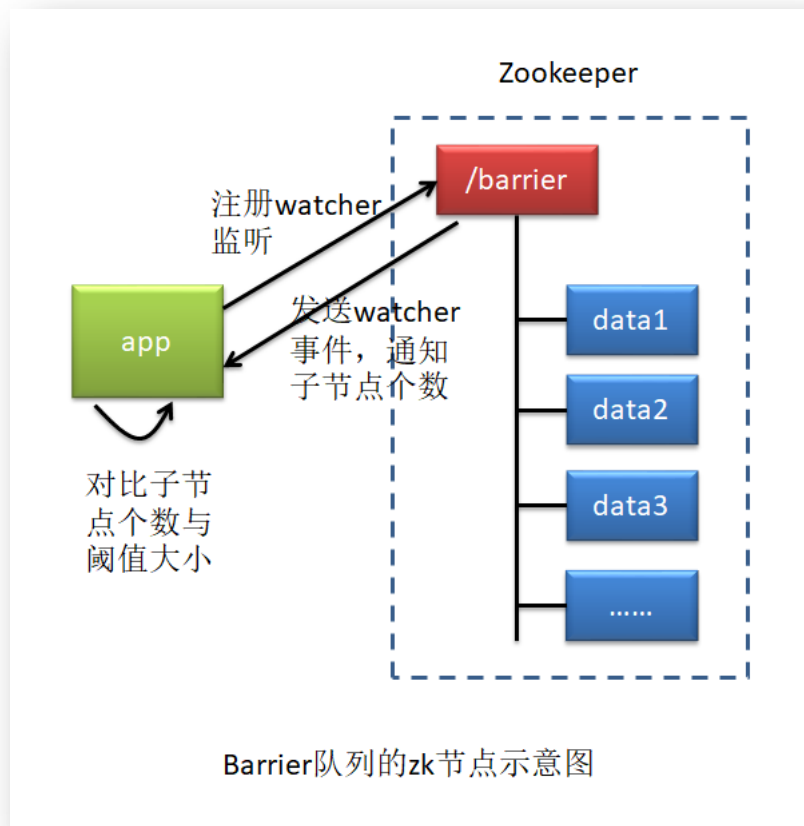 Zookeeper
/barrier
注册watcher
监听
发送watcher
事件，通知
子节点个数
app
data1
data2
data3
……
对比子节
点个数与
阈值大小
Barrier队列的zk节点示意图